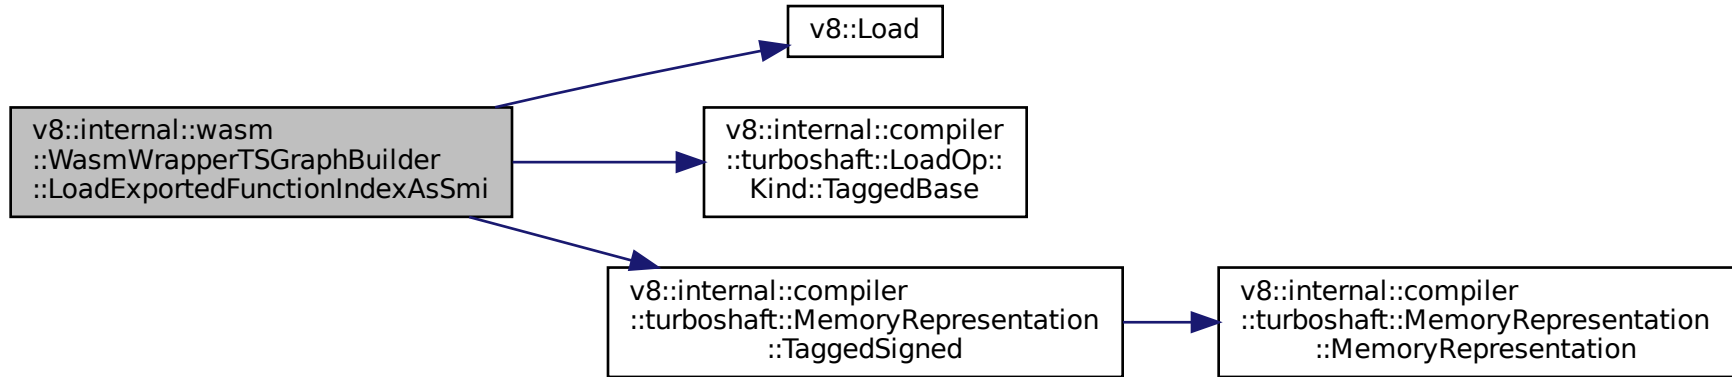 v8::Load
v8::internal::wasm
::WasmWrapperTSGraphBuilder
::LoadExportedFunctionIndexAsSmi
v8::internal::compiler
::turboshaft::LoadOp::
Kind::TaggedBase
v8::internal::compiler
::turboshaft::MemoryRepresentation
::TaggedSigned
v8::internal::compiler
::turboshaft::MemoryRepresentation
::MemoryRepresentation